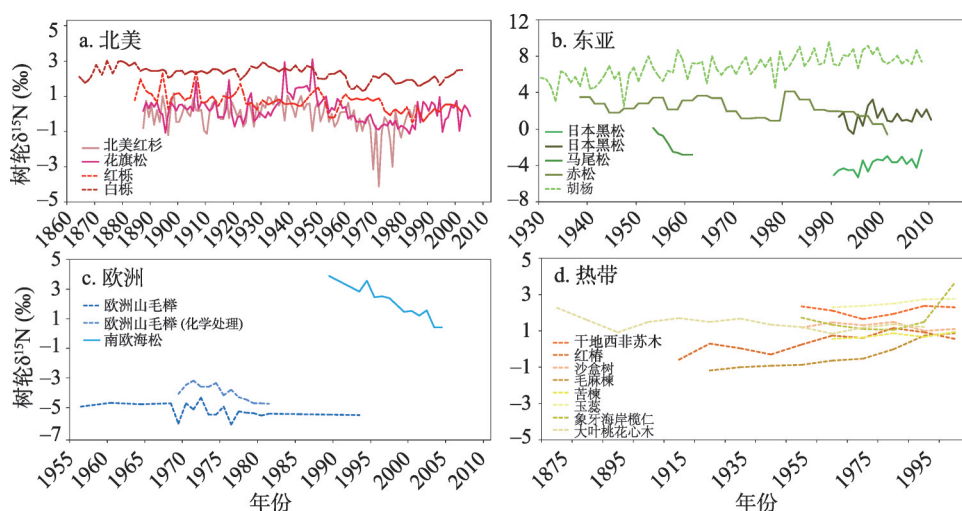 a. 北美
树轮δ¹⁵N (‰)
5
3
1
−1
−3
−5
北美红杉
花旗松
红栎
白栎
1860 1870 1880 1890 1900 1910 1920 1930 1940 1950 1960 1970 1980 1990 2000 2010
b. 东亚
12
8
4
0
−4
−8
日本黑松
日本黑松
马尾松
赤松
胡杨
1930 1940 1950 1960 1970 1980 1990 2000 2010
c. 欧洲
树轮δ¹⁵N (‰)
5
3
1
−1
−3
−5
−7
欧洲山毛榉
欧洲山毛榉 (化学处理)
南欧海松
1955 1960 1965 1970 1975 1980 1985 1990 1995 2000 2005 2010
年份
d. 热带
5
3
1
−1
−3
−5
干地西非苏木
红椿
沙盒树
毛麻楝
苦楝
玉蕊
象牙海岸榄仁
大叶桃花心木
1875 1895 1915 1935 1955 1975 1995
年份